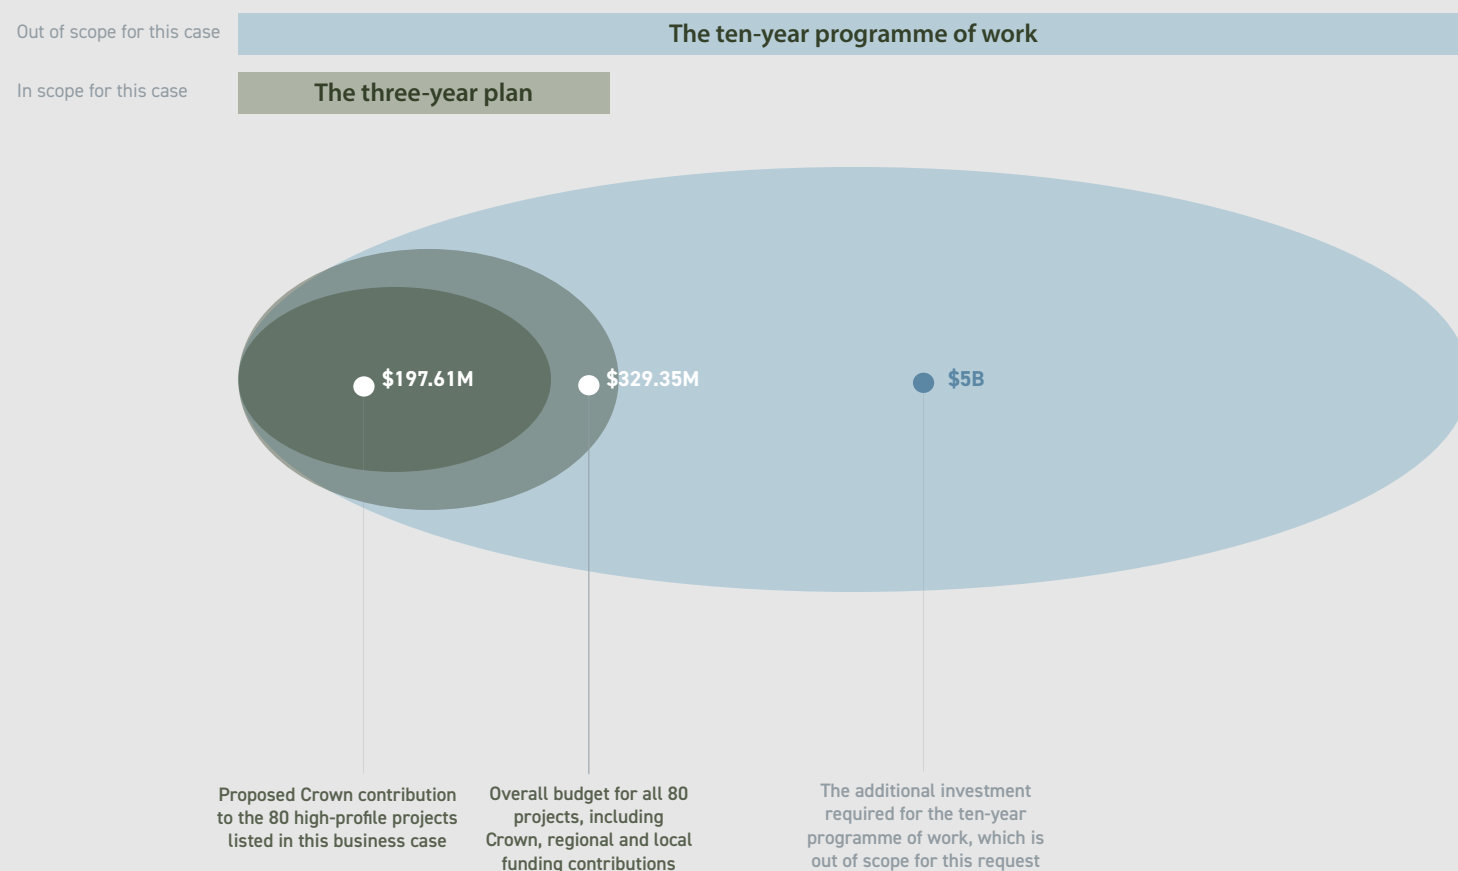 Out of scope for this case
The ten-year programme of work
In scope for this case
The three-year plan
$197.61M
$329.35M
$5B
Proposed Crown contribution
to the 80 high-profile projects
listed in this business case
Overall budget for all 80
projects, including
Crown, regional and local
funding contributions
The additional investment
required for the ten-year
programme of work, which is
out of scope for this request